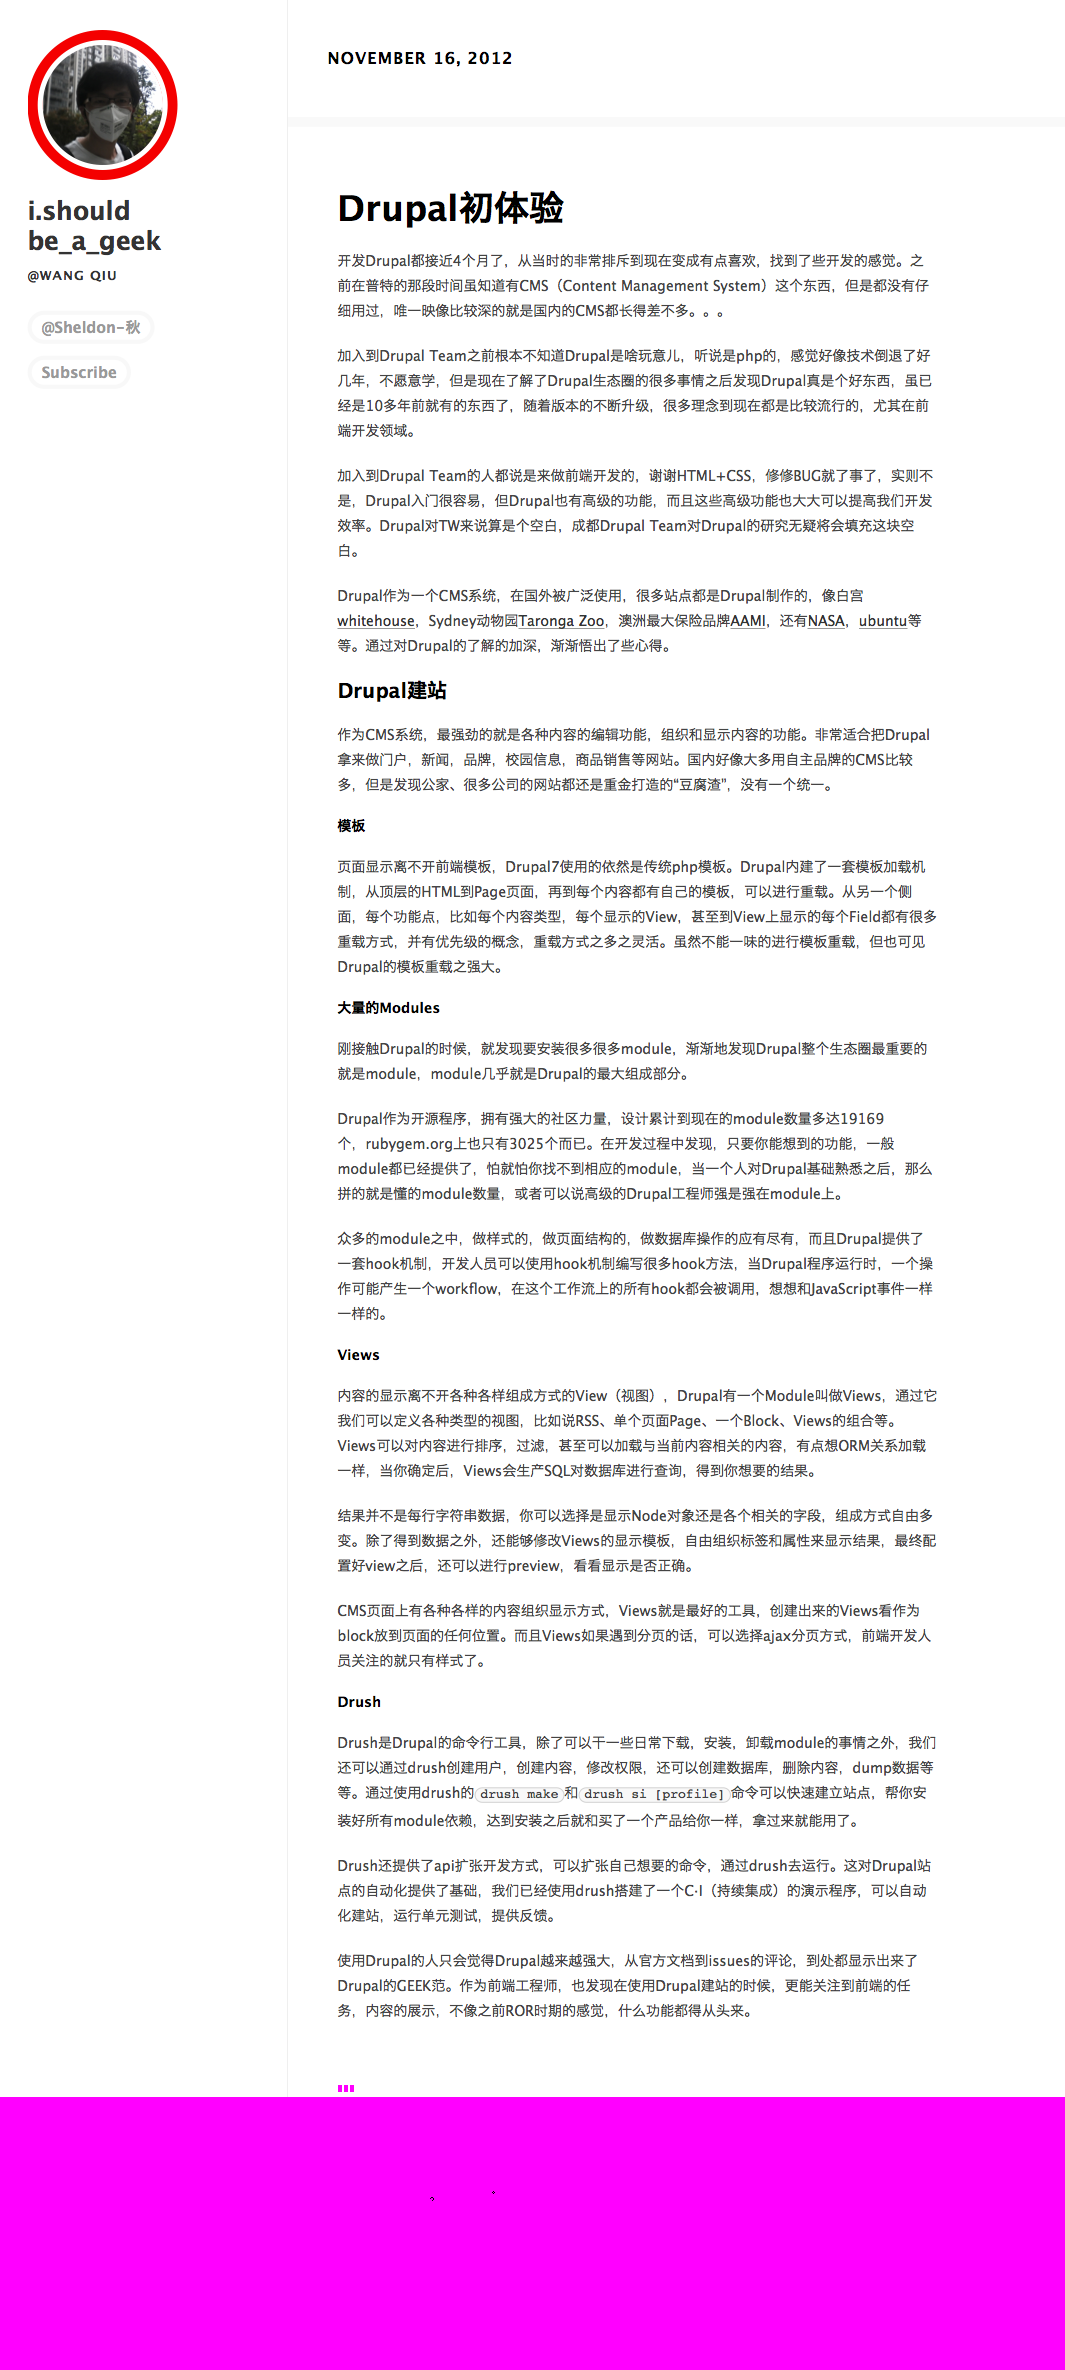 i.should
be_a_geek
@WANG QIU
@Sheldon-秋
Subscribe
NOVEMBER 16, 2012
Drupal初体验
开发Drupal都接近4个月了，从当时的非常排斥到现在变成有点喜欢，找到了些开发的感觉。之
前在普特的那段时间虽知道有CMS（Content Management System）这个东西，但是都没有仔
细用过，唯一映像比较深的就是国内的CMS都长得差不多。。。
加入到Drupal Team之前根本不知道Drupal是啥玩意儿，听说是php的，感觉好像技术倒退了好
几年，不愿意学，但是现在了解了Drupal生态圈的很多事情之后发现Drupal真是个好东西，虽已
经是10多年前就有的东西了，随着版本的不断升级，很多理念到现在都是比较流行的，尤其在前
端开发领域。
加入到Drupal Team的人都说是来做前端开发的，谢谢HTML+CSS，修修BUG就了事了，实则不
是，Drupal入门很容易，但Drupal也有高级的功能，而且这些高级功能也大大可以提高我们开发
效率。Drupal对TW来说算是个空白，成都Drupal Team对Drupal的研究无疑将会填充这块空
白。
Drupal作为一个CMS系统，在国外被广泛使用，很多站点都是Drupal制作的，像白宫
whitehouse，Sydney动物园Taronga Zoo，澳洲最大保险品牌AAMI，还有NASA，ubuntu等
等。通过对Drupal的了解的加深，渐渐悟出了些心得。
Drupal建站
作为CMS系统，最强劲的就是各种内容的编辑功能，组织和显示内容的功能。非常适合把Drupal
拿来做门户，新闻，品牌，校园信息，商品销售等网站。国内好像大多用自主品牌的CMS比较
多，但是发现公家、很多公司的网站都还是重金打造的“豆腐渣”，没有一个统一。
模板
页面显示离不开前端模板，Drupal7使用的依然是传统php模板。Drupal内建了一套模板加载机
制，从顶层的HTML到Page页面，再到每个内容都有自己的模板，可以进行重载。从另一个侧
面，每个功能点，比如每个内容类型，每个显示的View，甚至到View上显示的每个Field都有很多
重载方式，并有优先级的概念，重载方式之多之灵活。虽然不能一味的进行模板重载，但也可见
Drupal的模板重载之强大。
大量的Modules
刚接触Drupal的时候，就发现要安装很多很多module，渐渐地发现Drupal整个生态圈最重要的
就是module，module几乎就是Drupal的最大组成部分。
Drupal作为开源程序，拥有强大的社区力量，设计累计到现在的module数量多达19169
个，rubygem.org上也只有3025个而已。在开发过程中发现，只要你能想到的功能，一般
module都已经提供了，怕就怕你找不到相应的module，当一个人对Drupal基础熟悉之后，那么
拼的就是懂的module数量，或者可以说高级的Drupal工程师强是强在module上。
众多的module之中，做样式的，做页面结构的，做数据库操作的应有尽有，而且Drupal提供了
一套hook机制，开发人员可以使用hook机制编写很多hook方法，当Drupal程序运行时，一个操
作可能产生一个workflow，在这个工作流上的所有hook都会被调用，想想和JavaScript事件一样
一样的。
Views
内容的显示离不开各种各样组成方式的View（视图），Drupal有一个Module叫做Views，通过它
我们可以定义各种类型的视图，比如说RSS、单个页面Page、一个Block、Views的组合等。
Views可以对内容进行排序，过滤，甚至可以加载与当前内容相关的内容，有点想ORM关系加载
一样，当你确定后，Views会生产SQL对数据库进行查询，得到你想要的结果。
结果并不是每行字符串数据，你可以选择是显示Node对象还是各个相关的字段，组成方式自由多
变。除了得到数据之外，还能够修改Views的显示模板，自由组织标签和属性来显示结果，最终配
置好view之后，还可以进行preview，看看显示是否正确。
CMS页面上有各种各样的内容组织显示方式，Views就是最好的工具，创建出来的Views看作为
block放到页面的任何位置。而且Views如果遇到分页的话，可以选择ajax分页方式，前端开发人
员关注的就只有样式了。
Drush
Drush是Drupal的命令行工具，除了可以干一些日常下载，安装，卸载module的事情之外，我们
还可以通过drush创建用户，创建内容，修改权限，还可以创建数据库，删除内容，dump数据等
等。通过使用drush的drush make和drush si [profile]命令可以快速建立站点，帮你安
装好所有module依赖，达到安装之后就和买了一个产品给你一样，拿过来就能用了。
Drush还提供了api扩张开发方式，可以扩张自己想要的命令，通过drush去运行。这对Drupal站
点的自动化提供了基础，我们已经使用drush搭建了一个C·I（持续集成）的演示程序，可以自动
化建站，运行单元测试，提供反馈。
使用Drupal的人只会觉得Drupal越来越强大，从官方文档到issues的评论，到处都显示出来了
Drupal的GEEK范。作为前端工程师，也发现在使用Drupal建站的时候，更能关注到前端的任
务，内容的展示，不像之前ROR时期的感觉，什么功能都得从头来。